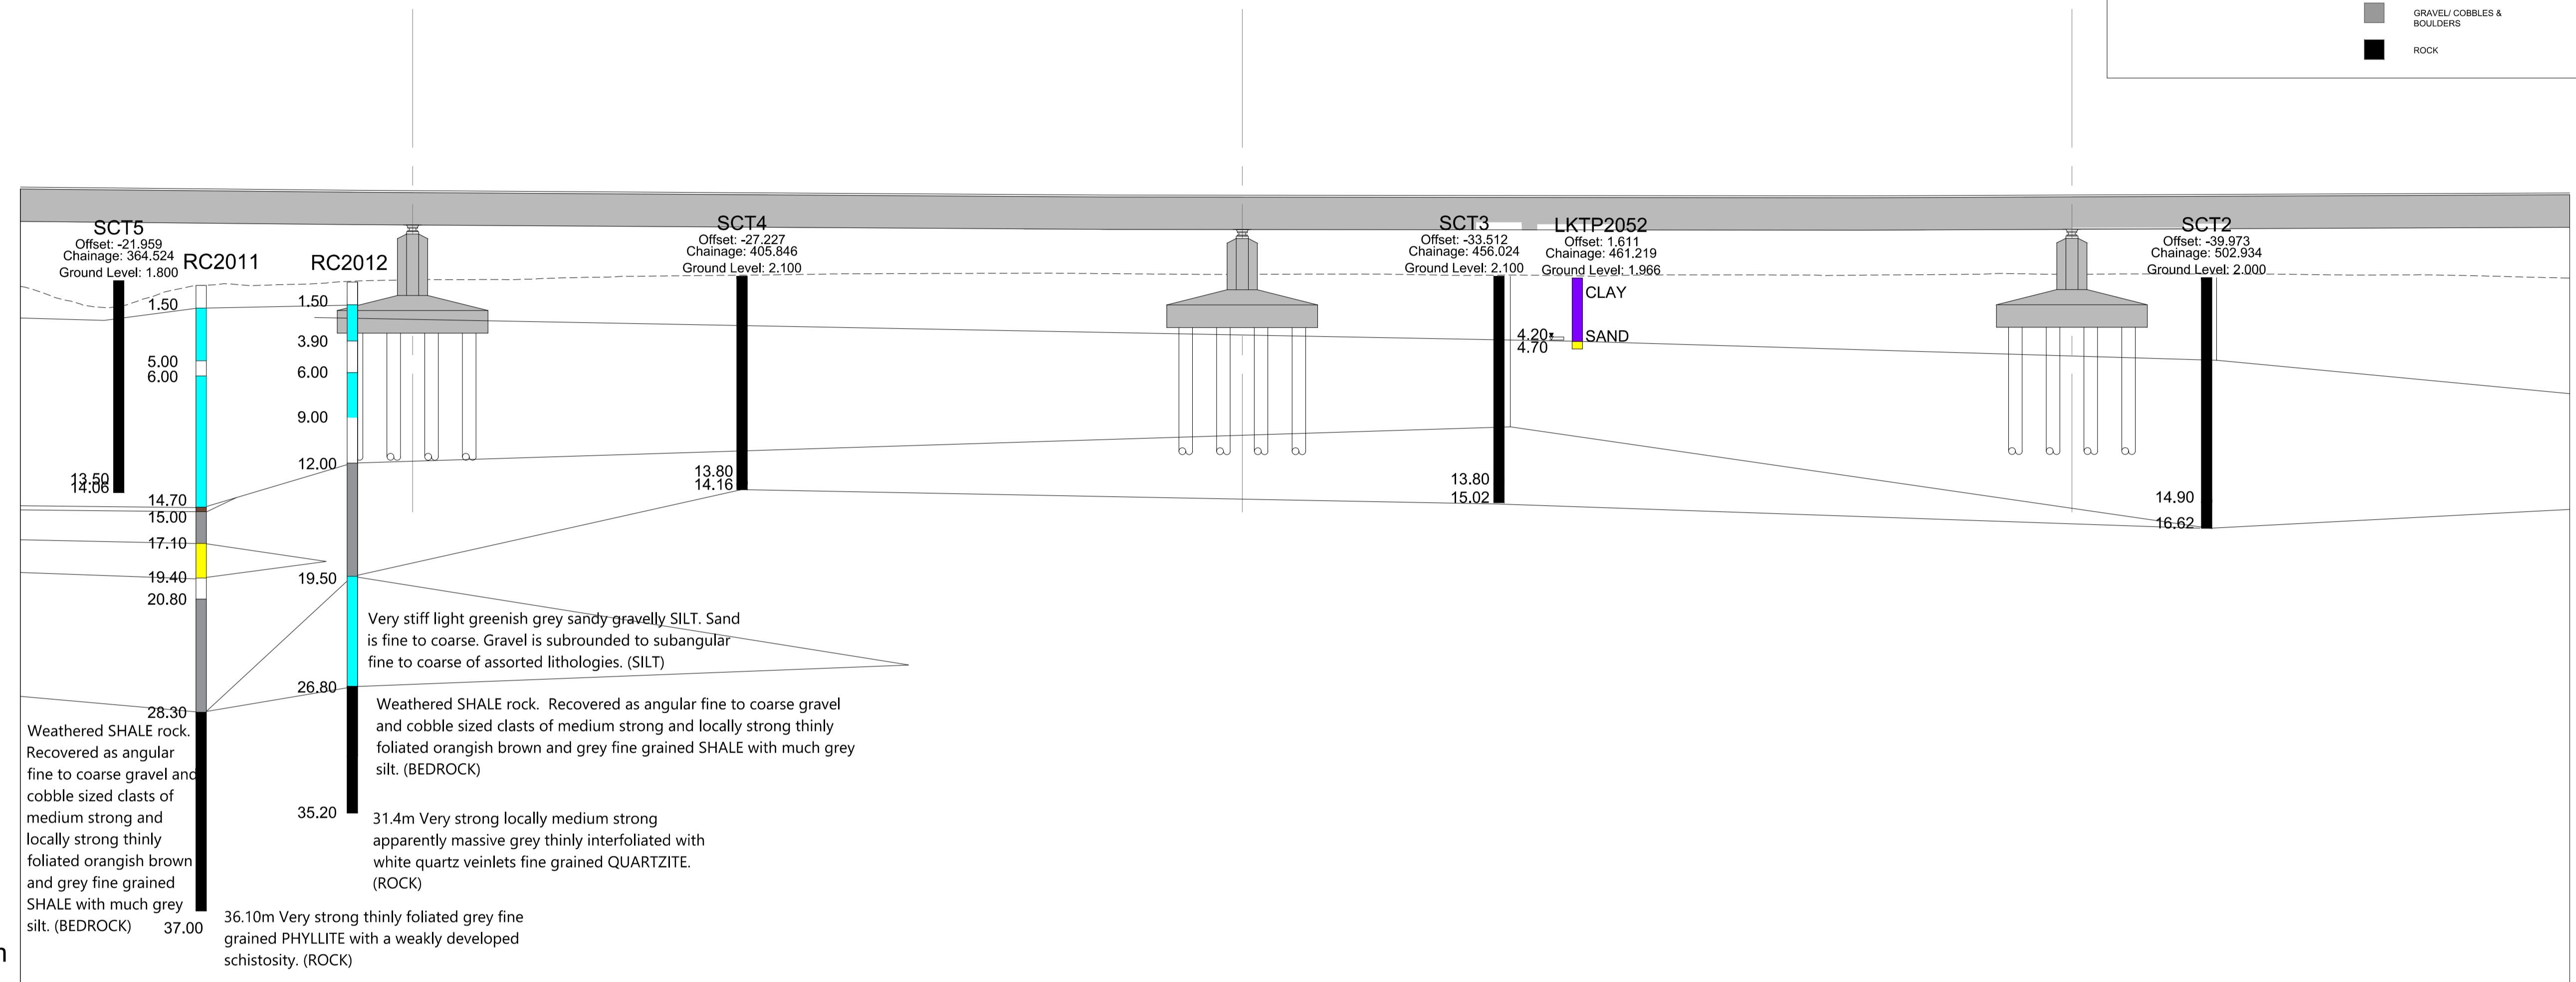 GRAVEL/ COBBLES &
BOULDERS
ROCK
SCT5
Offset: -21.959
Chainage: 364.524
Ground Level: 1.800
13.50
14.06
RC2011
1.50
5.00
6.00
14.70
15.00
17.10
19.40
20.80
28.30
37.00
Weathered SHALE rock.
Recovered as angular
fine to coarse gravel and
cobble sized clasts of
medium strong and
locally strong thinly
foliated orangish brown
and grey fine grained
SHALE with much grey
silt. (BEDROCK)
36.10m Very strong thinly foliated grey fine
grained PHYLLITE with a weakly developed
schistosity. (ROCK)
RC2012
1.50
3.90
6.00
9.00
12.00
19.50
26.80
35.20
Very stiff light greenish grey sandy gravelly SILT. Sand
is fine to coarse. Gravel is subrounded to subangular
fine to coarse of assorted lithologies. (SILT)
Weathered SHALE rock.  Recovered as angular fine to coarse gravel
and cobble sized clasts of medium strong and locally strong thinly
foliated orangish brown and grey fine grained SHALE with much grey
silt. (BEDROCK)
31.4m Very strong locally medium strong
apparently massive grey thinly interfoliated with
white quartz veinlets fine grained QUARTZITE.
(ROCK)
SCT4
Offset: -27.227
Chainage: 405.846
Ground Level: 2.100
13.80
14.16
SCT3
Offset: -33.512
Chainage: 456.024
Ground Level: 2.100
13.80
15.02
LKTP2052
Offset: 1.611
Chainage: 461.219
Ground Level: 1.966
CLAY
4.20
SAND
4.70
SCT2
Offset: -39.973
Chainage: 502.934
Ground Level: 2.000
14.90
16.62